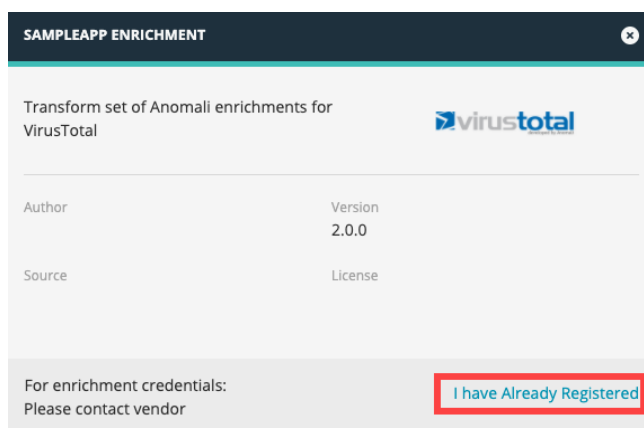 SAMPLEAPP ENRICHMENT
Transform set of Anomali enrichments for
VirusTotal
virustotal
Author
Version
2.0.0
Source
License
For enrichment credentials:
Please contact vendor
I have Already Registered